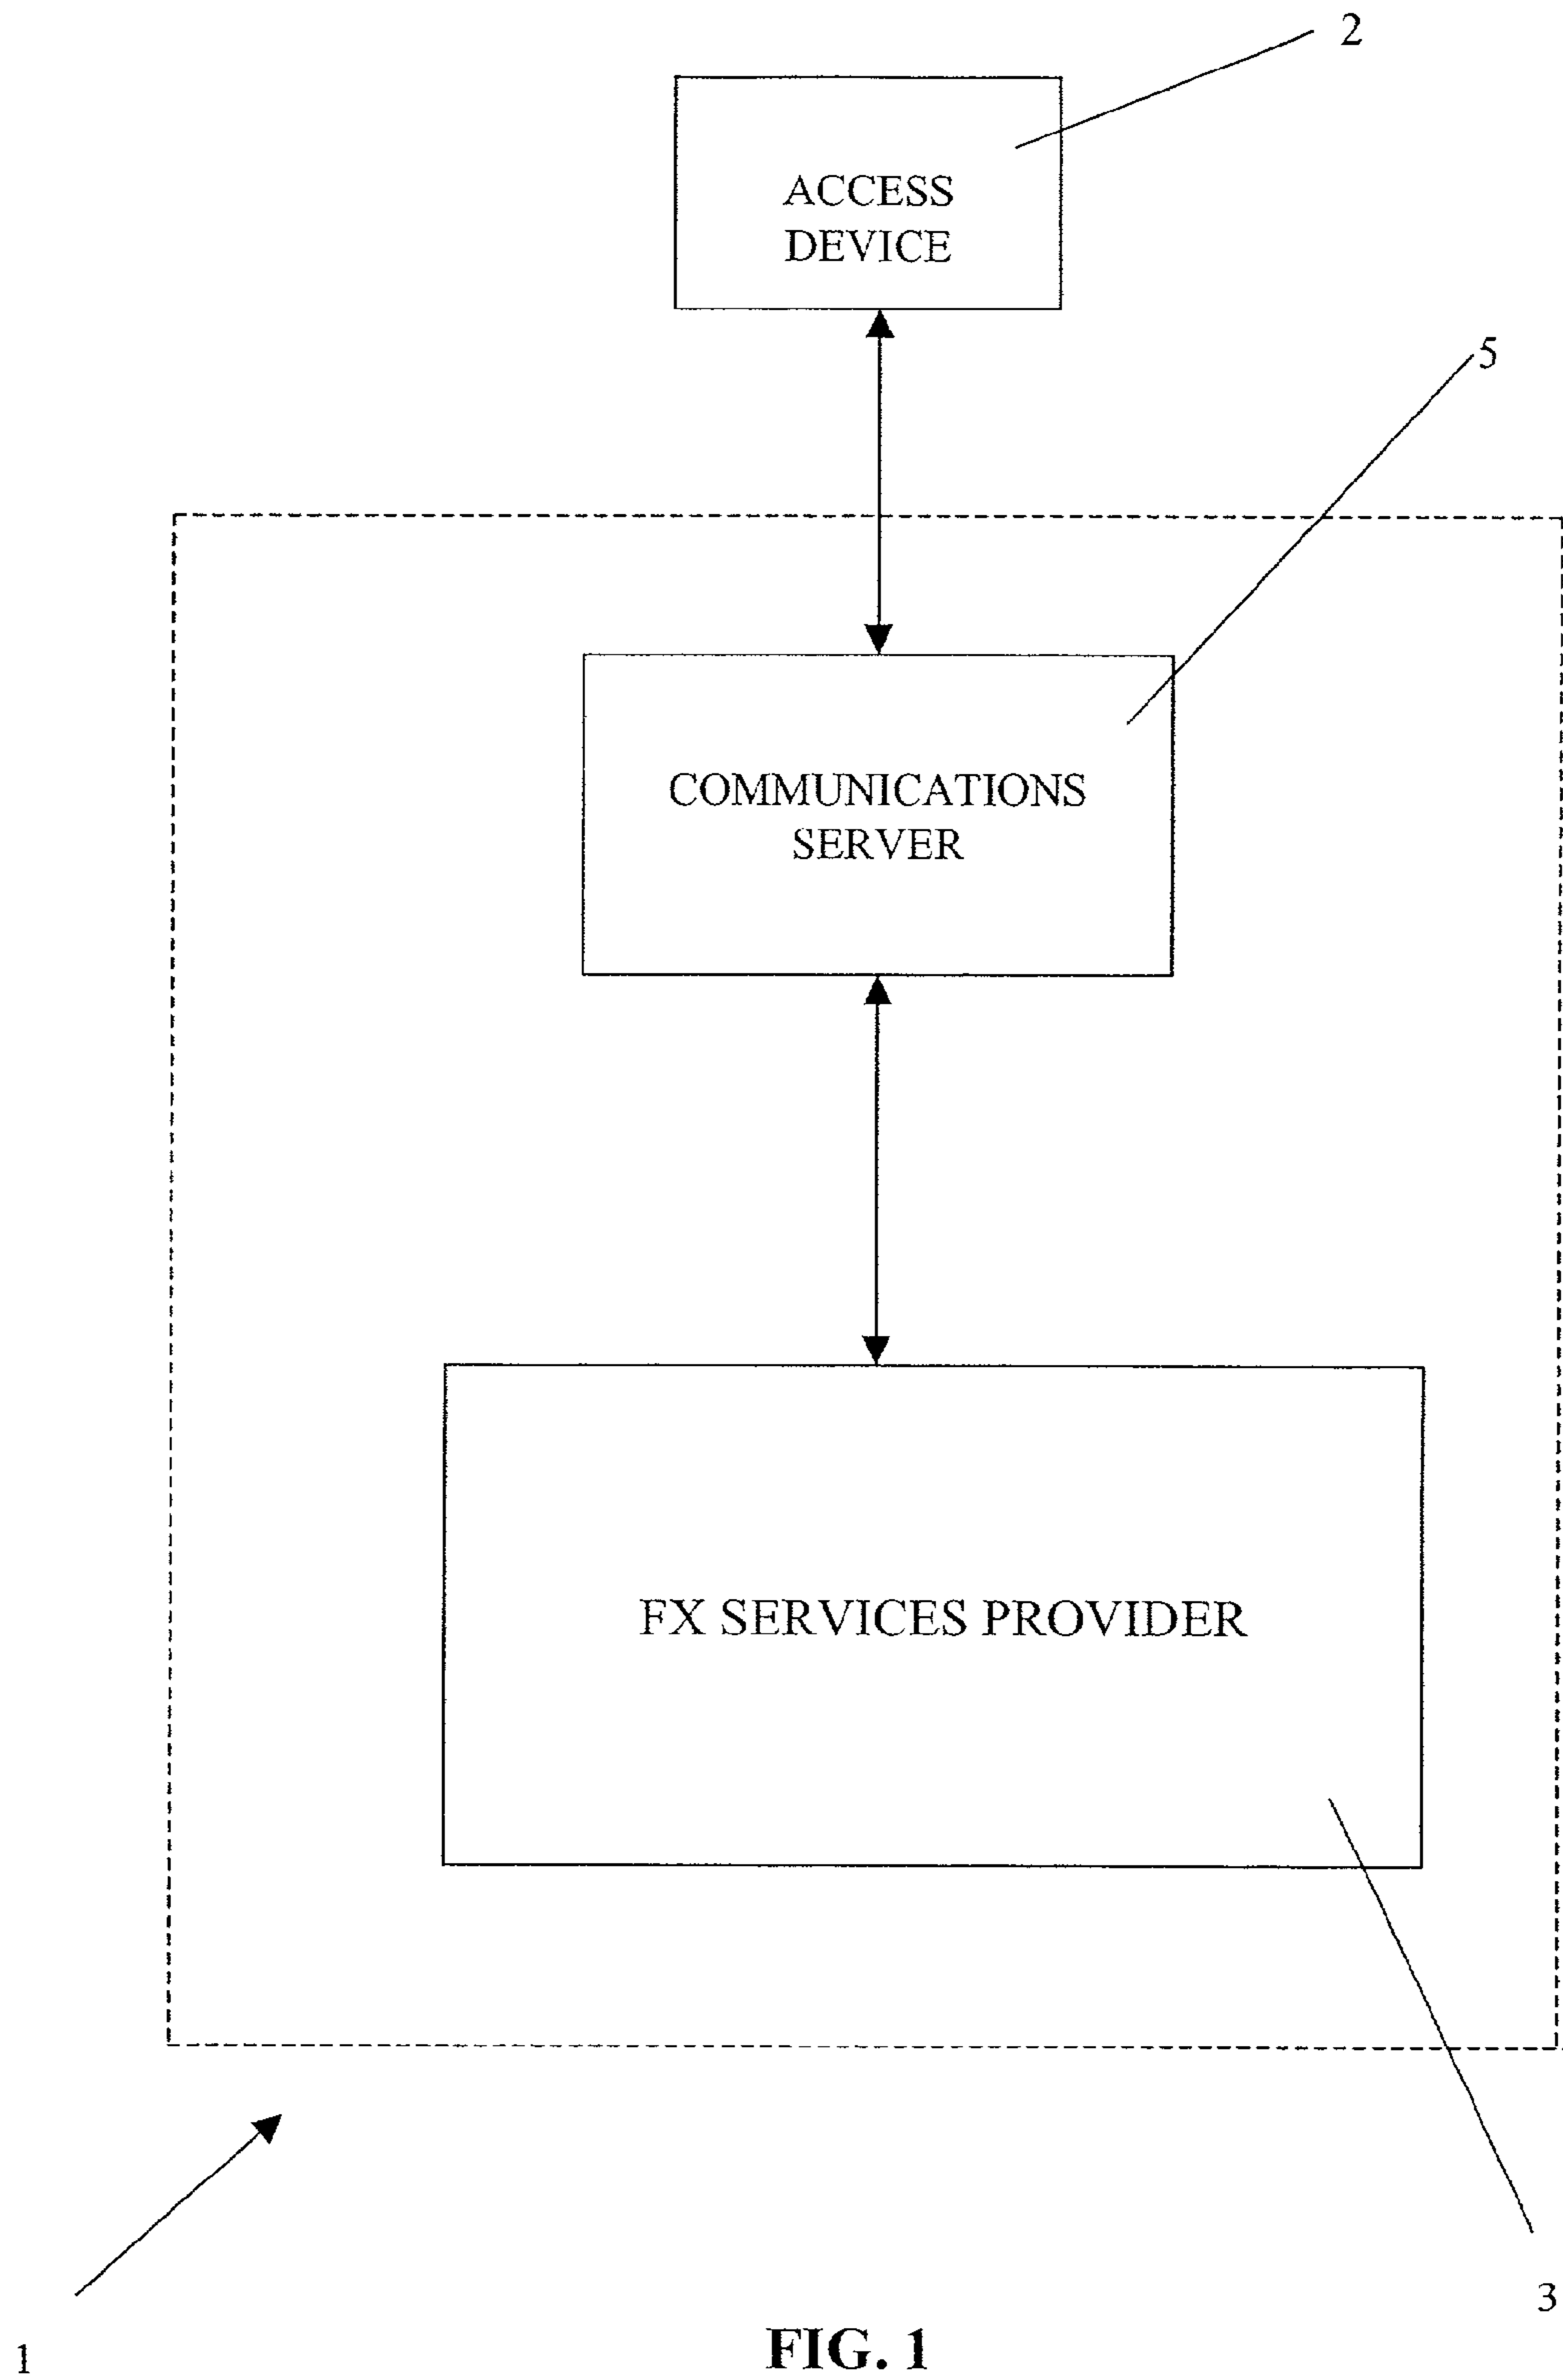 2
ACCESS
DEVICE
5
COMMUNICATIONS
SERVER
FX SERVICES PROVIDER
3
1
FIG. 1